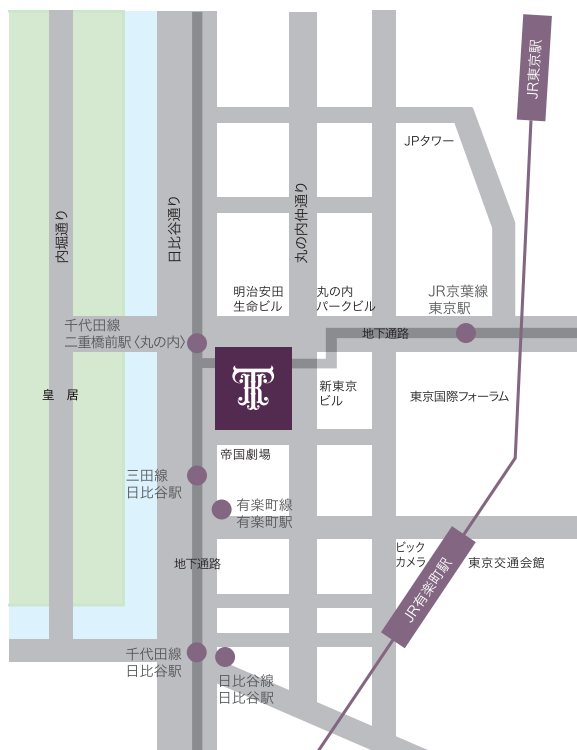 JR東京駅
JPタワー
内堀通り
日比谷通り
丸の内仲通り
明治安田
生命ビル
丸の内
パークビル
JR京葉線
東京駅
千代田線
二重橋前駅〈丸の内〉
地下通路
皇 居
新東京
ビル
東京国際フォーラム
帝国劇場
三田線
日比谷駅
有楽町線
有楽町駅
地下通路
ビック
カメラ
JR有楽町駅
東京交通会館
千代田線
日比谷駅
日比谷線
日比谷駅